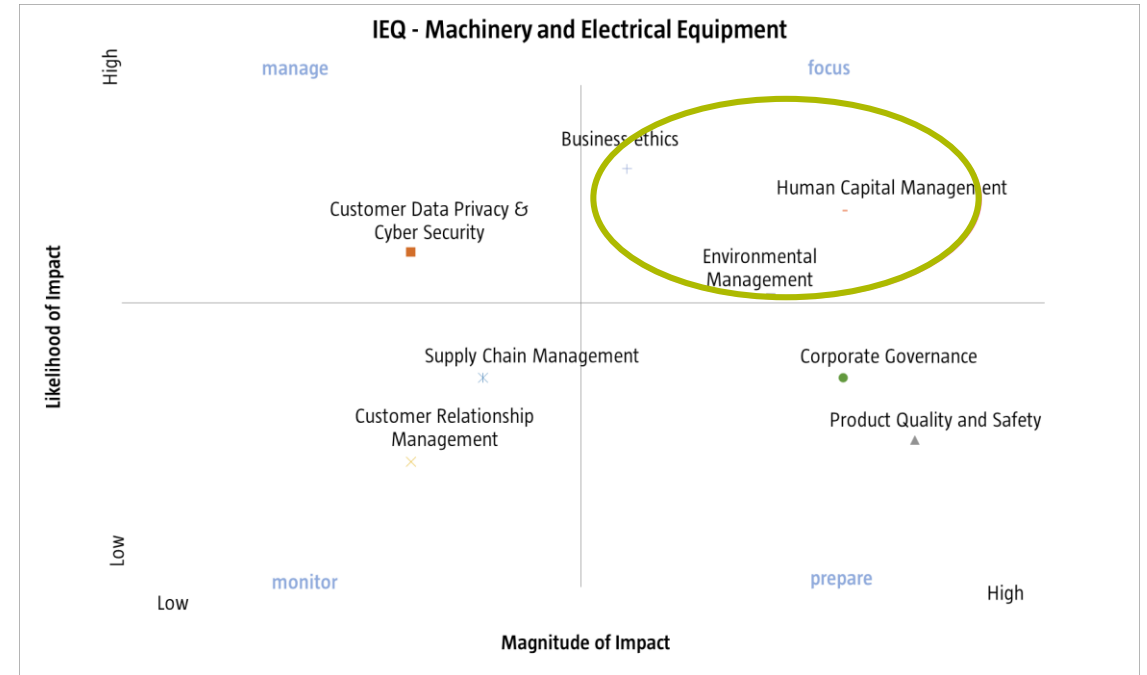 IEQ - Machinery and Electrical Equipment
High
manage
focus
Business ethics
Human Capital Management
Customer Data Privacy &
Cyber Security
Environmental
Management
Likelihood of Impact
Supply Chain Management
Corporate Governance
Customer Relationship
Management
Product Quality and Safety
Low
monitor
prepare
Low
High
Magnitude of Impact